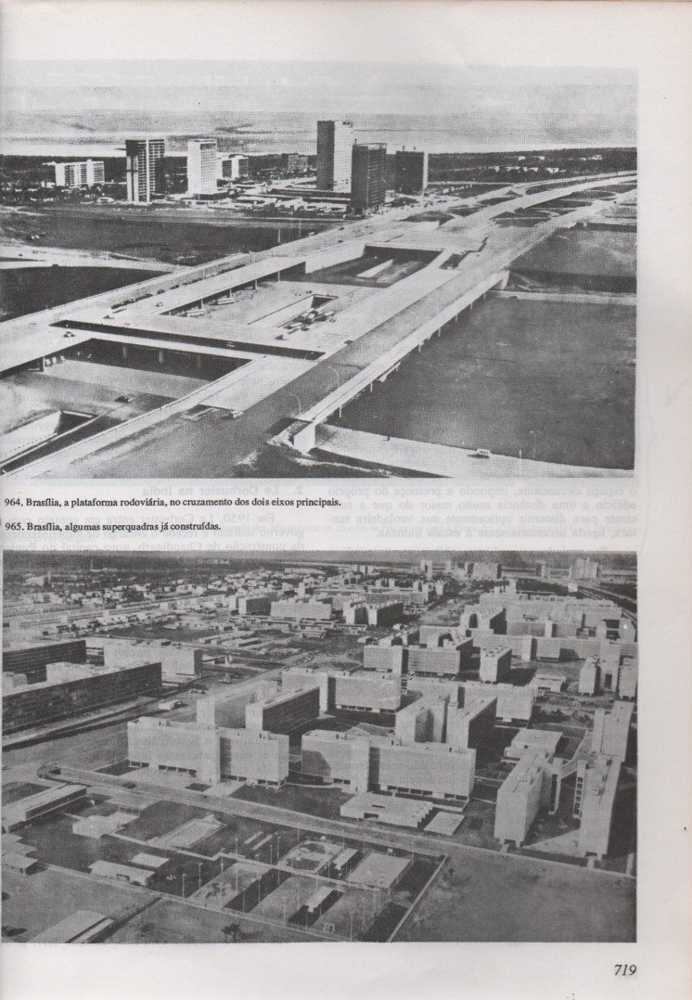 964. Brasília, a plataforma rodoviária, no cruzamento dos dois eixos principais.
965. Brasília, algumas superquadras já construídas.
719